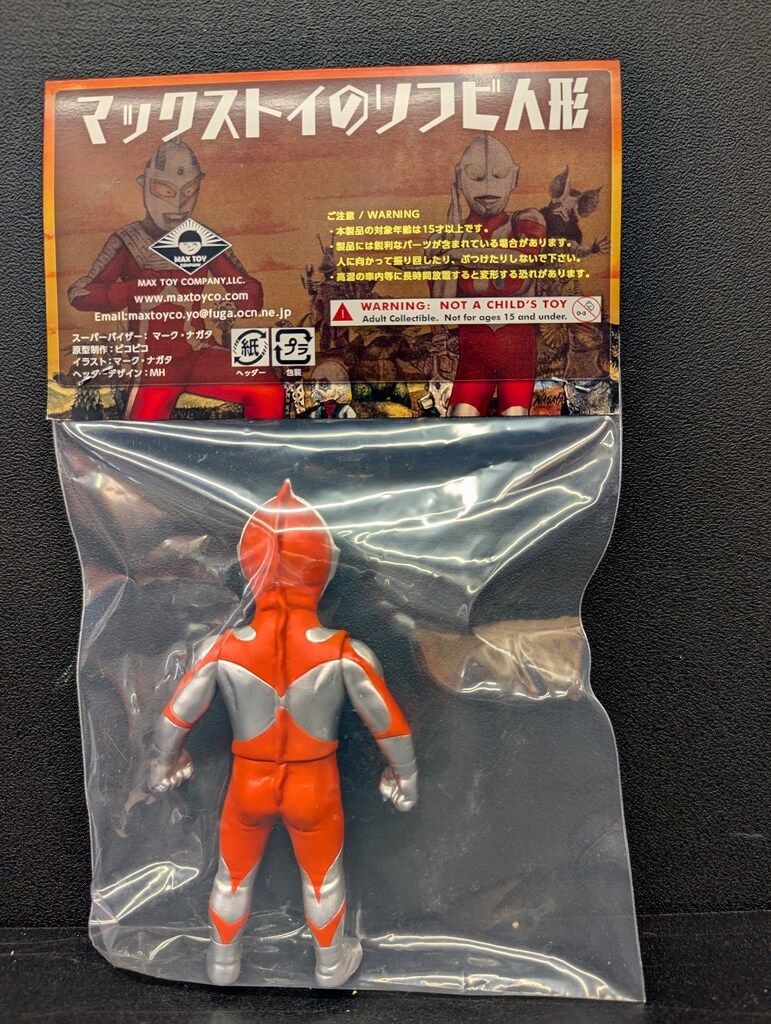 マックストイのソフビ人形
MAX TOY
COMPANY
MAX TOY COMPANY,LLC.
www.maxtoyco.com
Email:maxtoyco.yo@fuga.ocn.ne.jp
スーパーバイザー：マーク・ナガタ
原型制作：ピコピコ
イラスト：マーク・ナガタ
ヘッダーデザイン：MH
紙
ヘッダー
プラ
包装
ご注意 / WARNING
・本製品の対象年齢は15才以上です。
・製品には鋭利なパーツが含まれている場合があります。
人に向かって振り回したり、ぶつけたりしないで下さい。
・高温の車内等に長時間放置すると変形する恐れがあります。
WARNING: NOT A CHILD'S TOY
Adult Collectible. Not for ages 15 and under.
0-3
NAGATA